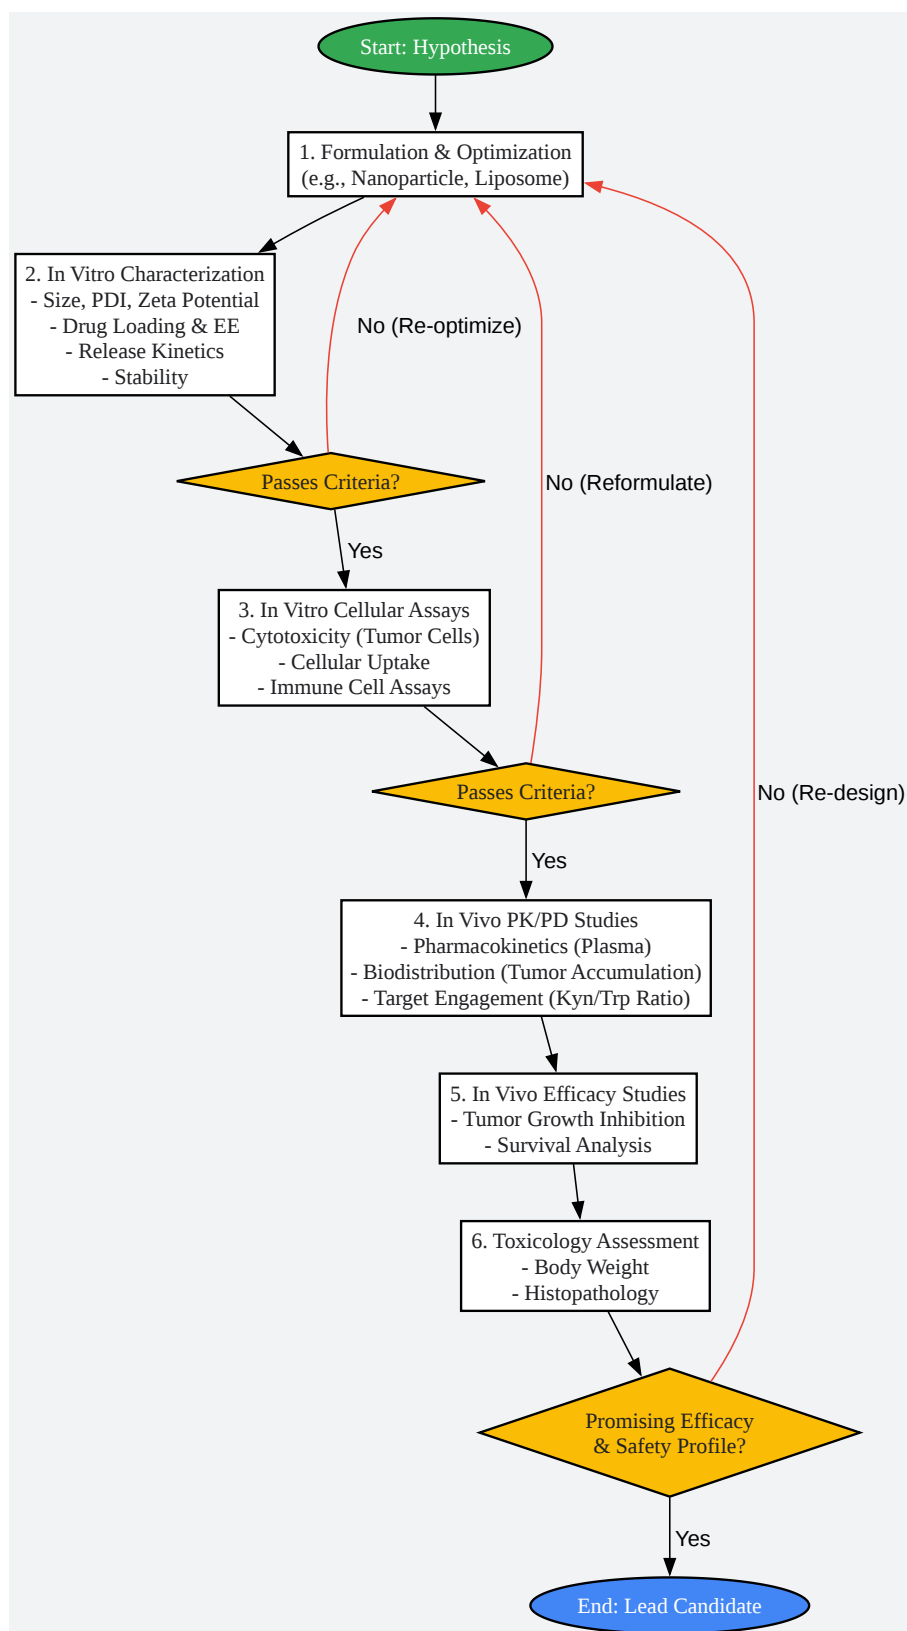 Start: Hypothesis
1. Formulation & Optimization
(e.g., Nanoparticle, Liposome)
2. In Vitro Characterization
- Size, PDI, Zeta Potential
- Drug Loading & EE
- Release Kinetics
- Stability
No (Re-optimize)
Passes Criteria?
No (Reformulate)
Yes
3. In Vitro Cellular Assays
- Cytotoxicity (Tumor Cells)
- Cellular Uptake
- Immune Cell Assays
Passes Criteria?
No (Re-design)
Yes
4. In Vivo PK/PD Studies
- Pharmacokinetics (Plasma)
- Biodistribution (Tumor Accumulation)
- Target Engagement (Kyn/Trp Ratio)
5. In Vivo Efficacy Studies
- Tumor Growth Inhibition
- Survival Analysis
6. Toxicology Assessment
- Body Weight
- Histopathology
Promising Efficacy
& Safety Profile?
Yes
End: Lead Candidate